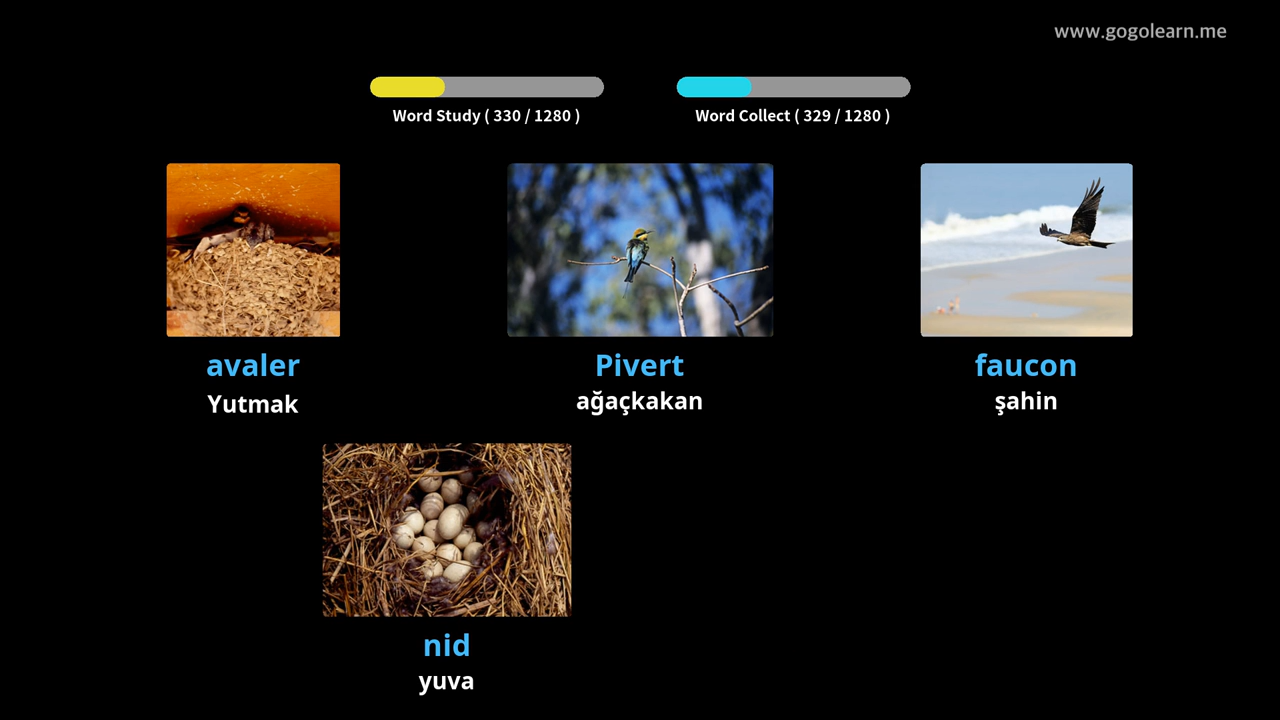 www.gogolearn.me
Word Study ( 330 / 1280 )
Word Collect ( 329 / 1280 )
avaler
Yutmak
Pivert
ağaçkakan
faucon
şahin
nid
yuva